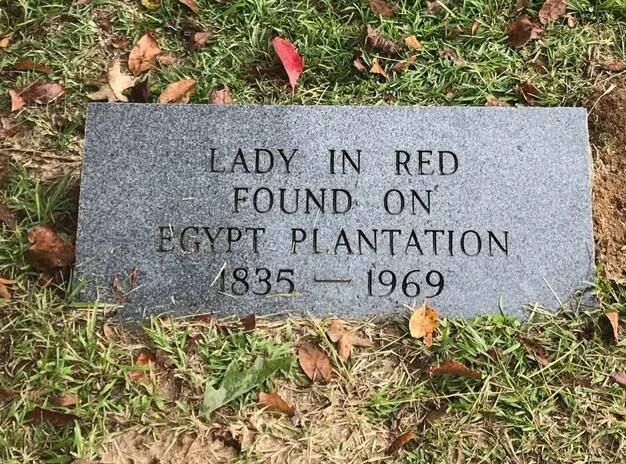 LADY IN RED
FOUND ON
EGYPT PLANTATION
1835 — 1969